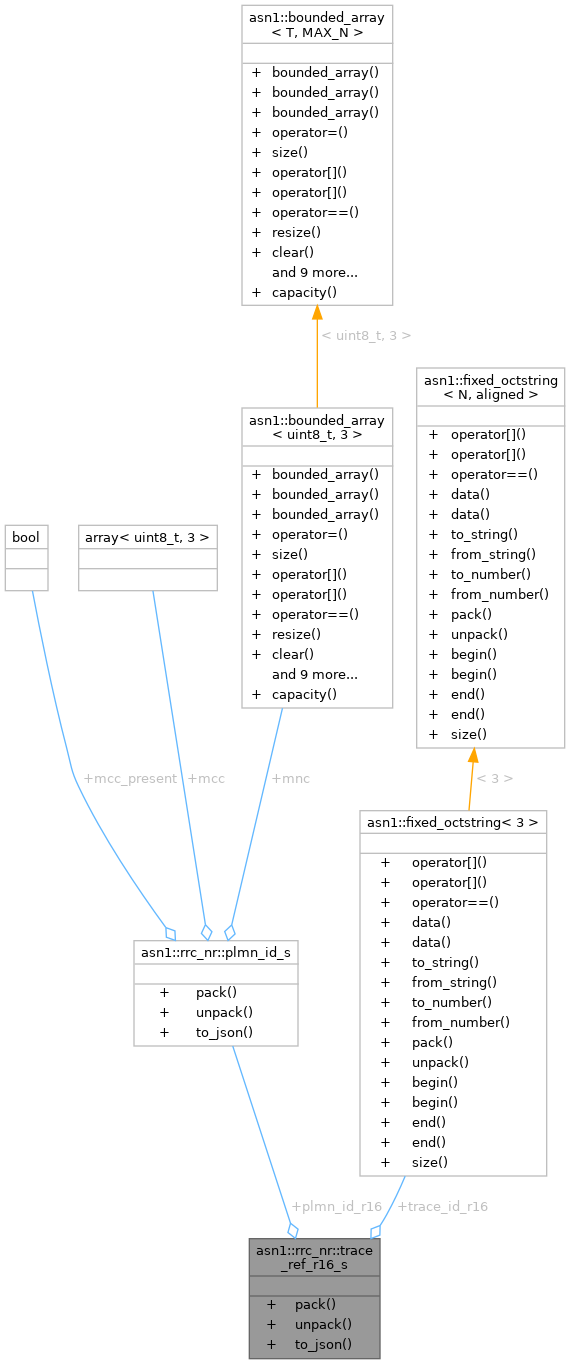 asn1::bounded_array
< T, MAX_N >
+ bounded_array()
+ bounded_array()
+ bounded_array()
+ operator=()
+ size()
+ operator[]()
+ operator[]()
+ operator==()
+ resize()
+ clear()
and 9 more...
+ capacity()
< uint8_t, 3 >
asn1::fixed_octstring
< N, aligned >
+ operator[]()
+ operator[]()
+ operator==()
+ data()
+ data()
+ to_string()
+ from_string()
+ to_number()
+ from_number()
+ pack()
+ unpack()
+ begin()
+ begin()
+ end()
+ end()
+ size()
asn1::bounded_array
< uint8_t, 3 >
+ bounded_array()
+ bounded_array()
+ bounded_array()
+ operator=()
+ size()
+ operator[]()
+ operator[]()
+ operator==()
+ resize()
+ clear()
and 9 more...
+ capacity()
bool
array< uint8_t, 3 >
+mcc_present
+mcc
+mnc
< 3 >
asn1::fixed_octstring< 3 >
+ operator[]()
+ operator[]()
+ operator==()
+ data()
+ data()
+ to_string()
+ from_string()
+ to_number()
+ from_number()
+ pack()
+ unpack()
+ begin()
+ begin()
+ end()
+ end()
+ size()
asn1::rrc_nr::plmn_id_s
+ pack()
+ unpack()
+ to_json()
+plmn_id_r16
+trace_id_r16
asn1::rrc_nr::trace
_ref_r16_s
+ pack()
+ unpack()
+ to_json()